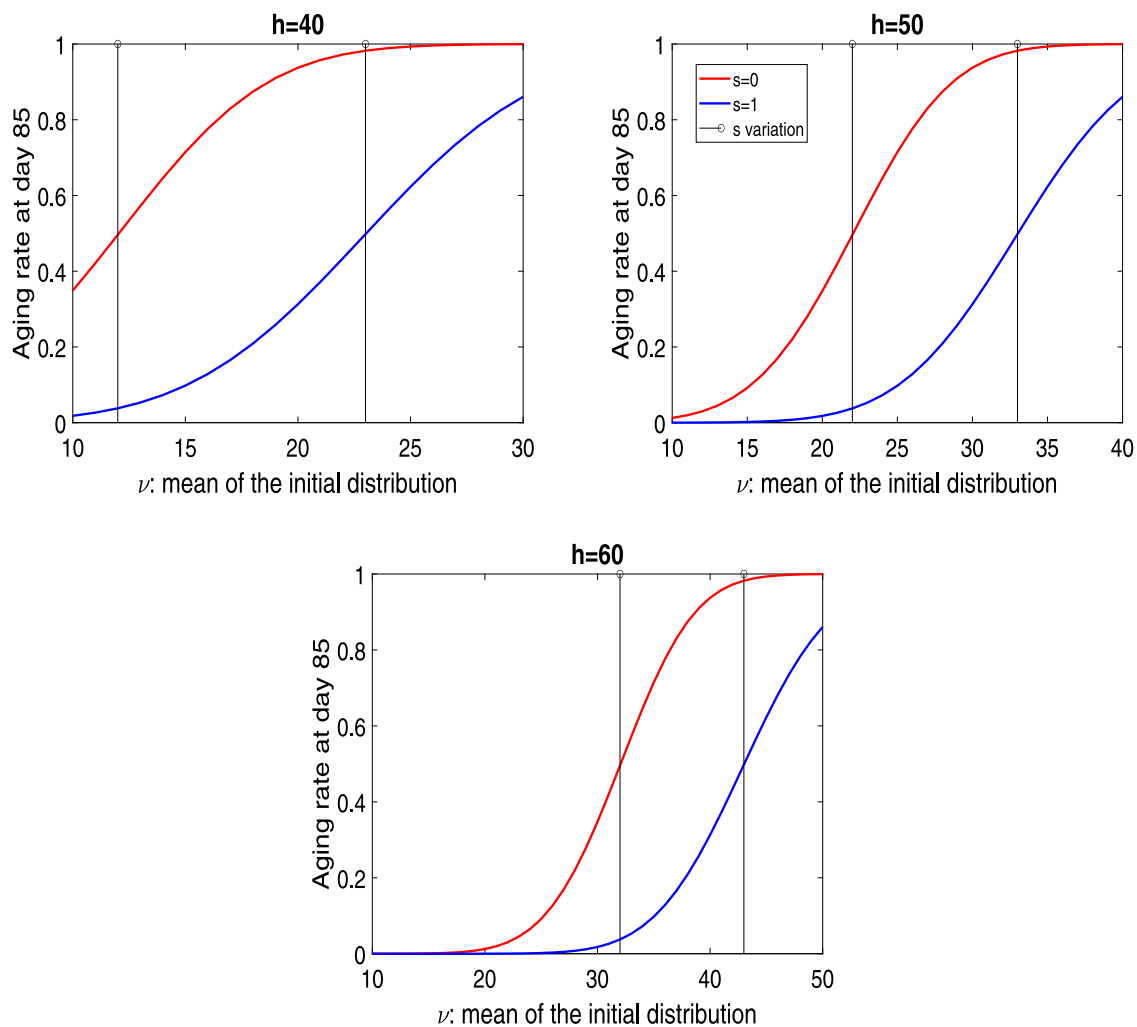 h=40
1
0.8
0.6
0.4
0.2
0
Aging rate at day 85
10 15 20 25 30
ν: mean of the initial distribution
h=50
s=0
s=1
s variation
1
0.8
0.6
0.4
0.2
0
Aging rate at day 85
10 15 20 25 30 35 40
ν: mean of the initial distribution
h=60
1
0.8
0.6
0.4
0.2
0
Aging rate at day 85
10 20 30 40 50
ν: mean of the initial distribution